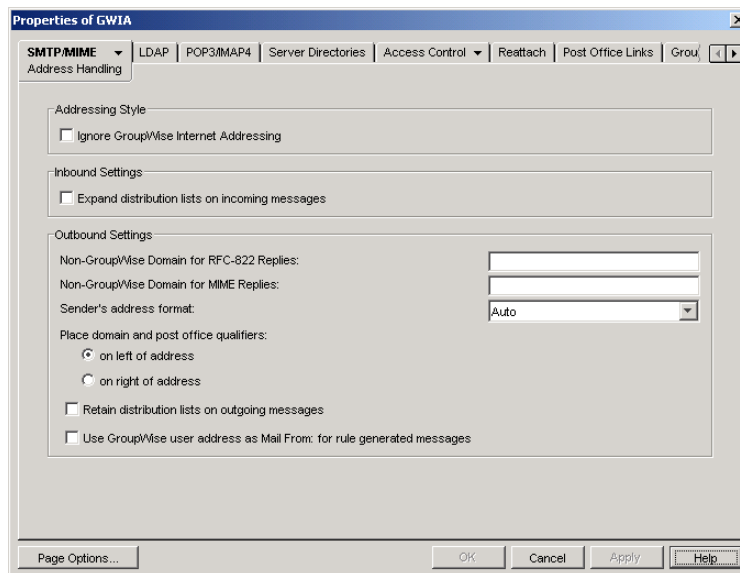 Properties of GWIA
SMTP/MIME LDAP POP3/IMAP4 Server Directories Access Control Reattach Post Office Links Grou
Address Handling
Addressing Style
Ignore GroupWise Internet Addressing
Inbound Settings
Expand distribution lists on incoming messages
Outbound Settings
Non-GroupWise Domain for RFC-822 Replies:
Non-GroupWise Domain for MIME Replies:
Sender's address format: Auto
Place domain and post office qualifiers:
on left of address
on right of address
Retain distribution lists on outgoing messages
Use GroupWise user address as Mail From: for rule generated messages
Page Options... OK Cancel Apply Help